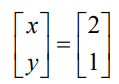 [x] = [2]
[y] = [1]